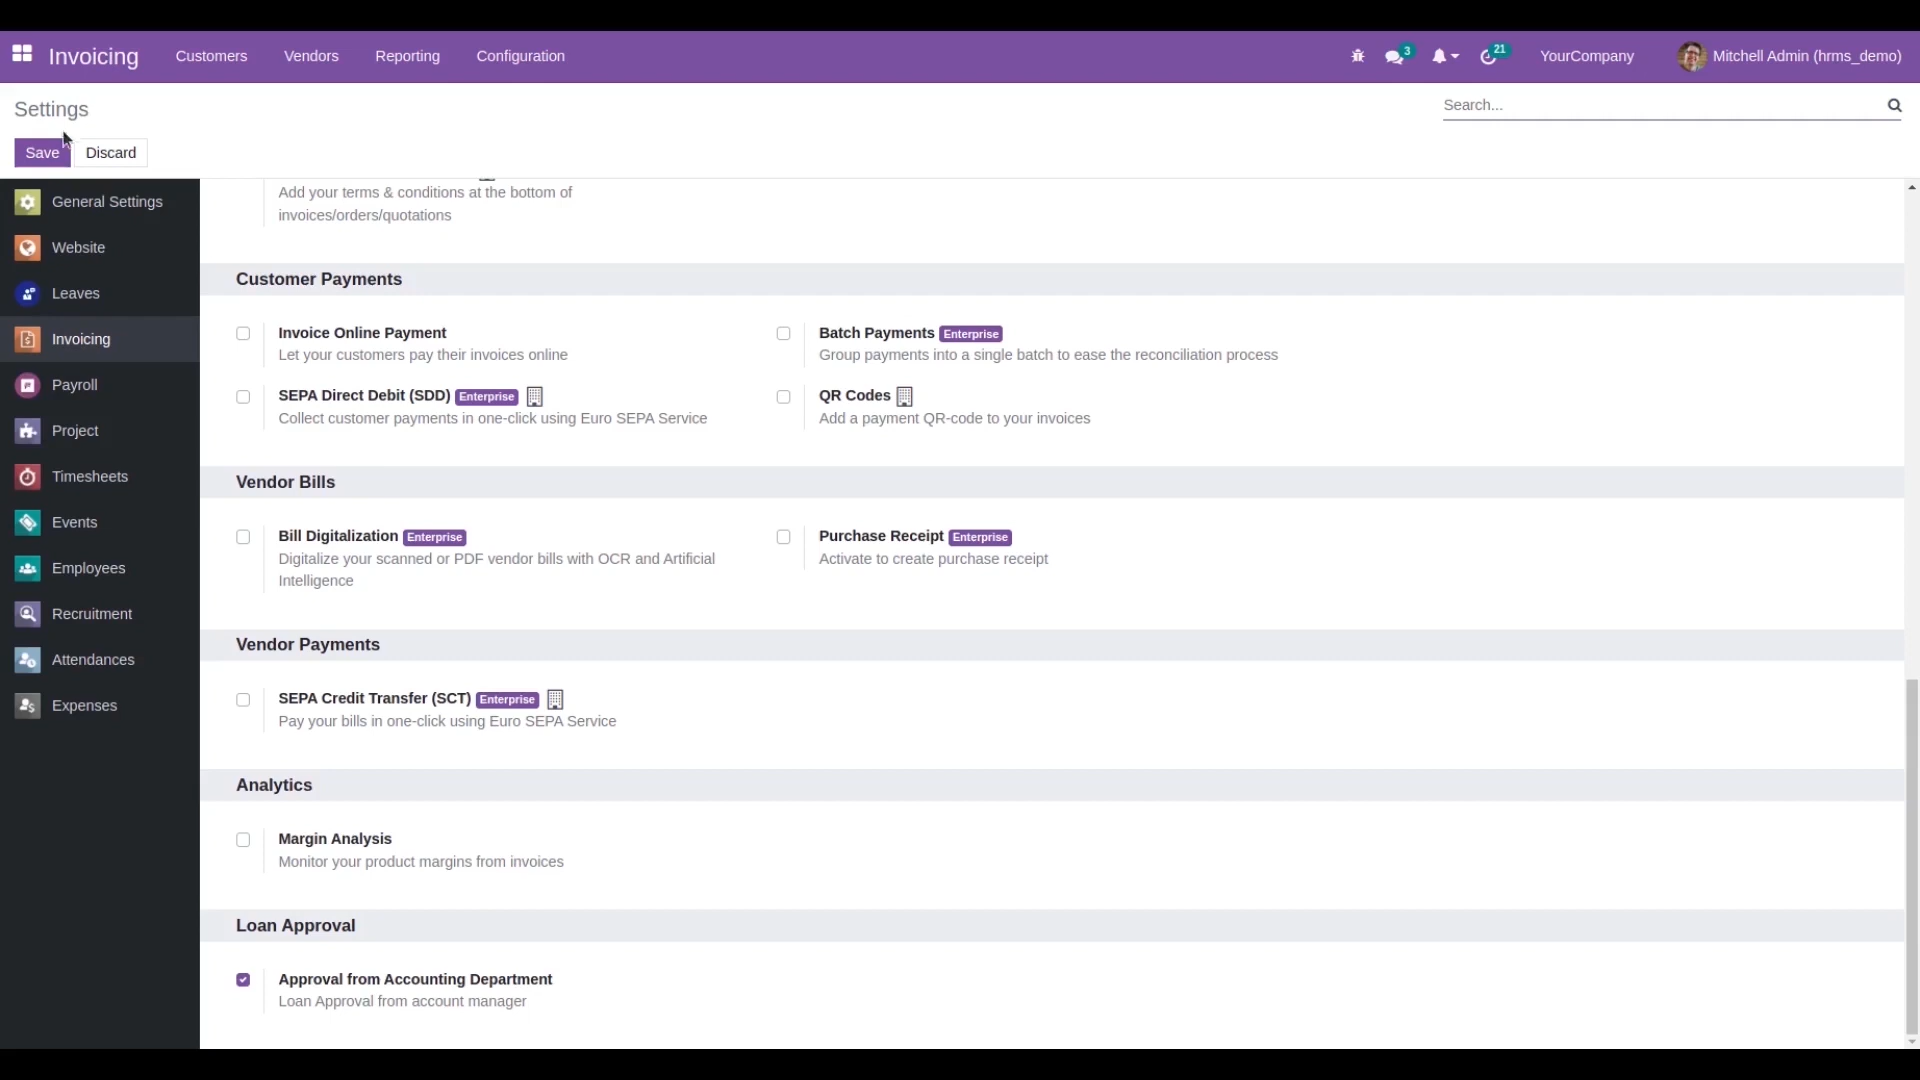 Invoicing Customers Vendors Reporting Configuration 3 21 YourCompany Mitchell Admin (hrms_demo)
Settings
Search...
Save Discard
General Settings
Website
Leaves
Invoicing
Payroll
Project
Timesheets
Events
Employees
Recruitment
Attendances
Expenses
Add your terms & conditions at the bottom of
invoices/orders/quotations
Customer Payments
Invoice Online Payment
Let your customers pay their invoices online
Batch Payments Enterprise
Group payments into a single batch to ease the reconciliation process
SEPA Direct Debit (SDD) Enterprise
Collect customer payments in one-click using Euro SEPA Service
QR Codes
Add a payment QR-code to your invoices
Vendor Bills
Bill Digitalization Enterprise
Digitalize your scanned or PDF vendor bills with OCR and Artificial
Intelligence
Purchase Receipt Enterprise
Activate to create purchase receipt
Vendor Payments
SEPA Credit Transfer (SCT) Enterprise
Pay your bills in one-click using Euro SEPA Service
Analytics
Margin Analysis
Monitor your product margins from invoices
Loan Approval
Approval from Accounting Department
Loan Approval from account manager